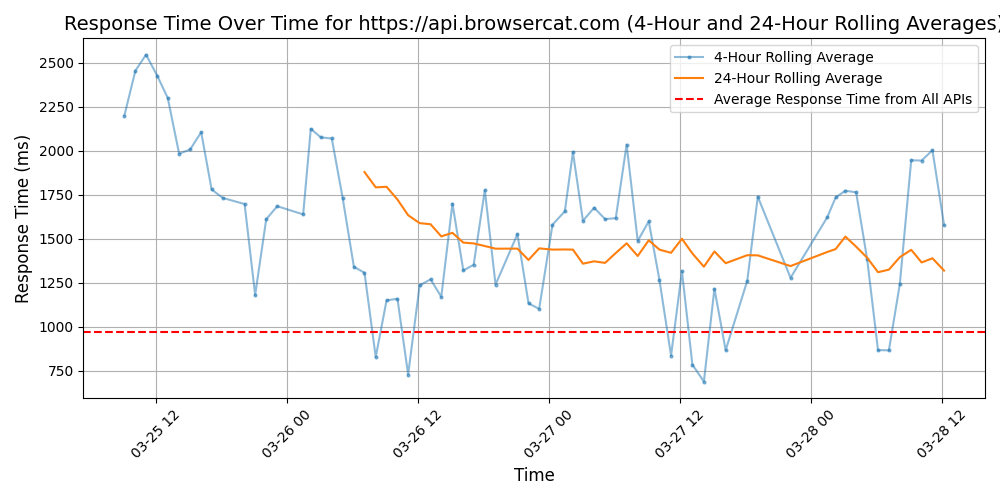 Response Time Over Time for https://api.browsercat.com (4-Hour and 24-Hour Rolling Averages)
4-Hour Rolling Average
24-Hour Rolling Average
Average Response Time from All APIs
Response Time (ms)
2500
2250
2000
1750
1500
1250
1000
750
03-25 12
03-26 00
03-26 12
03-27 00
03-27 12
03-28 00
03-28 12
Time